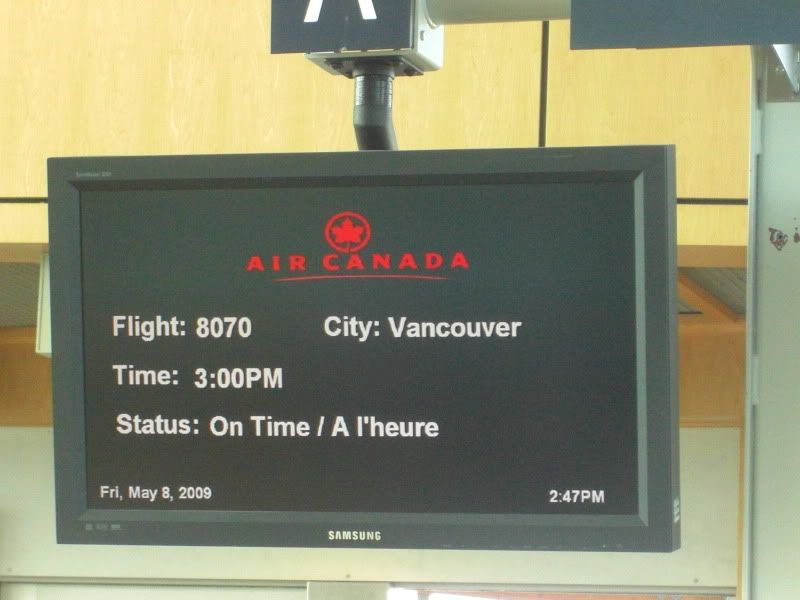 AIR CANADA
Flight: 8070 City: Vancouver
Time: 3:00PM
Status: On Time / A l'heure
Fri, May 8, 2009 2:47PM
SAMSUNG